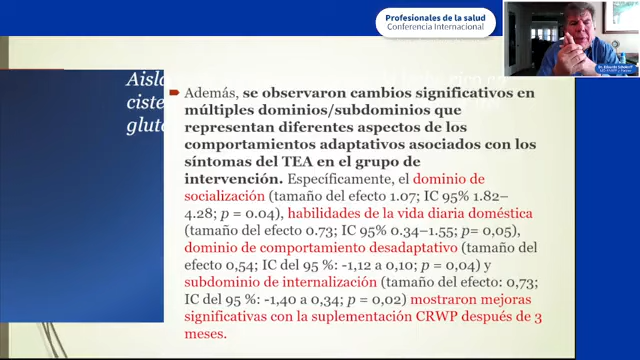 Profesionales de la salud
Conferencia Internacional
Aisla
ciste
gluto
Además, se observaron cambios significativos en
múltiples dominios/subdominios que
representan diferentes aspectos de los
comportamientos adaptativos asociados con los
síntomas del TEA en el grupo de
intervención. Específicamente, el dominio de
socialización (tamaño del efecto 1.07; IC 95% 1.82–
4.28; p = 0.04), habilidades de la vida diaria doméstica
(tamaño del efecto 0.73; IC 95% 0.34–1.55; p= 0,05),
dominio de comportamiento desadaptativo (tamaño del
efecto 0,54; IC del 95 %: -1,12 a 0,10; p = 0,04) y
subdominio de internalización (tamaño del efecto: 0,73;
IC del 95 %: -1,40 a 0,34; p = 0,02) mostraron mejoras
significativas con la suplementación CRWP después de 3
meses.